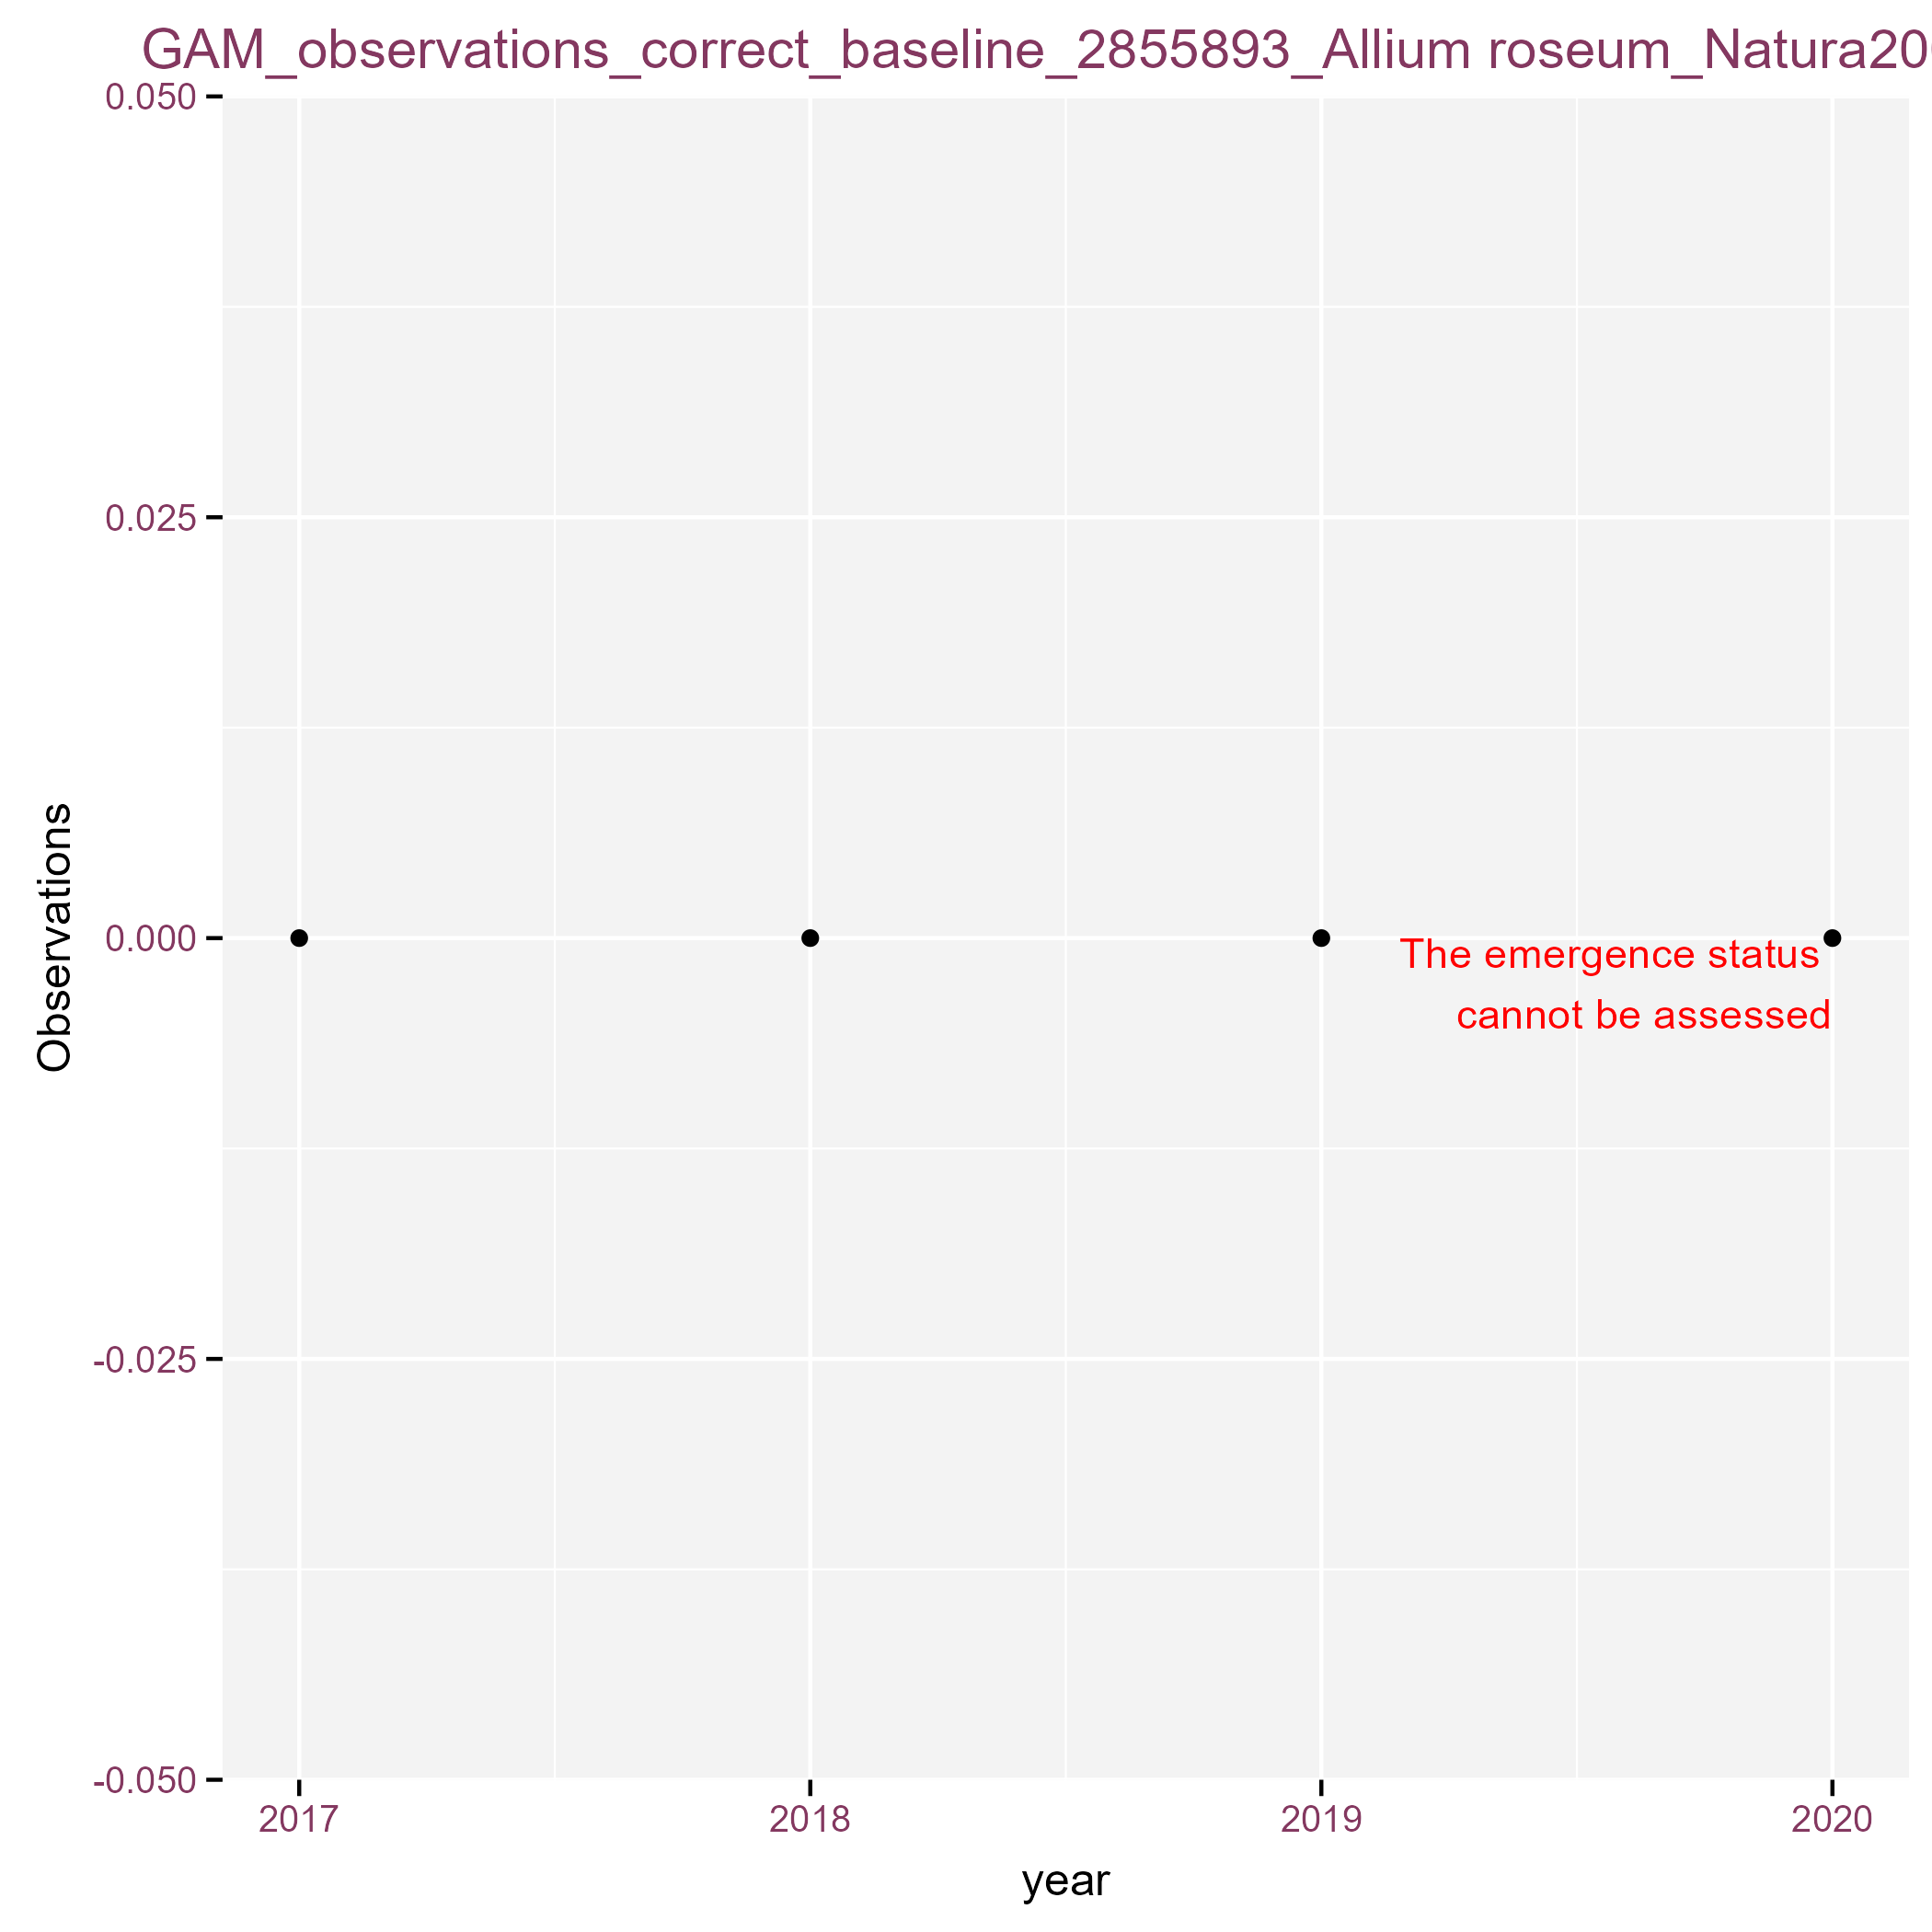 GAM_observations_correct_baseline_2855893_Allium roseum_Natura20
0.050
0.025
0.000
-0.025
-0.050
Observations
The emergence status
cannot be assessed
2017 2018 2019 2020
year